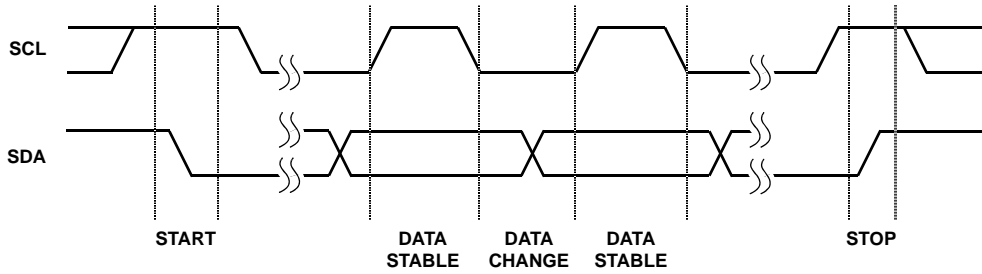 SCL
SDA
START
DATA
STABLE
DATA
CHANGE
DATA
STABLE
STOP